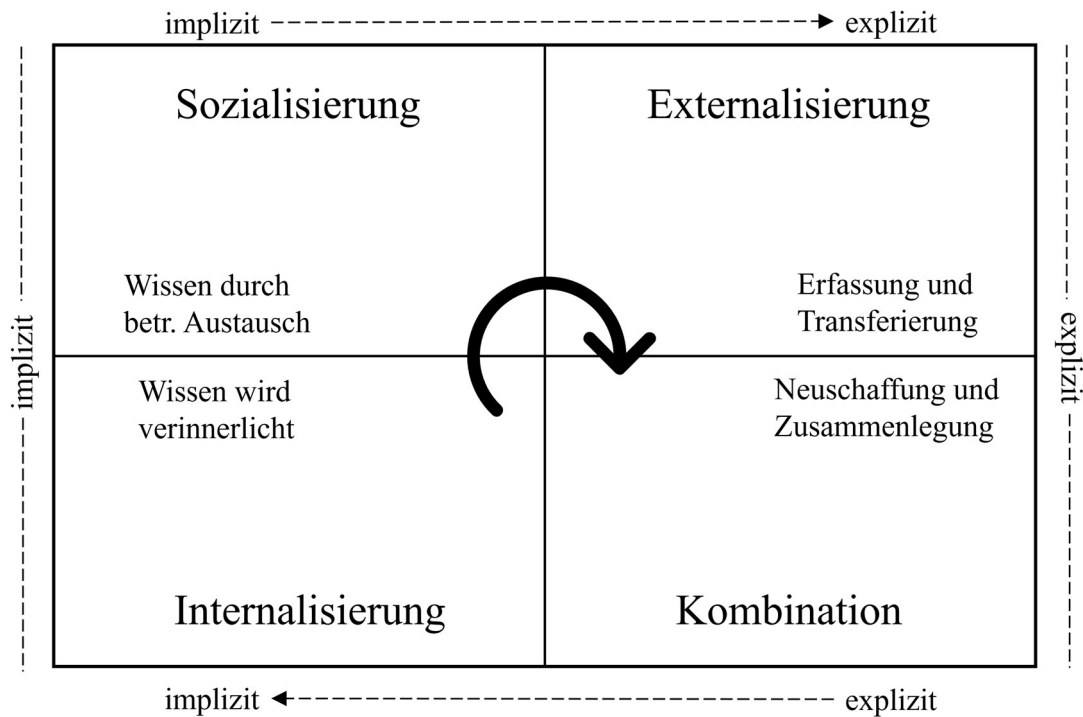 implizit
explizit
Sozialisierung
Externalisierung
Wissen durch
betr. Austausch
Erfassung und
Transferierung
implizit
explizit
Wissen wird
verinnerlicht
Neuschaffung und
Zusammenlegung
Internalisierung
Kombination
implizit
explizit